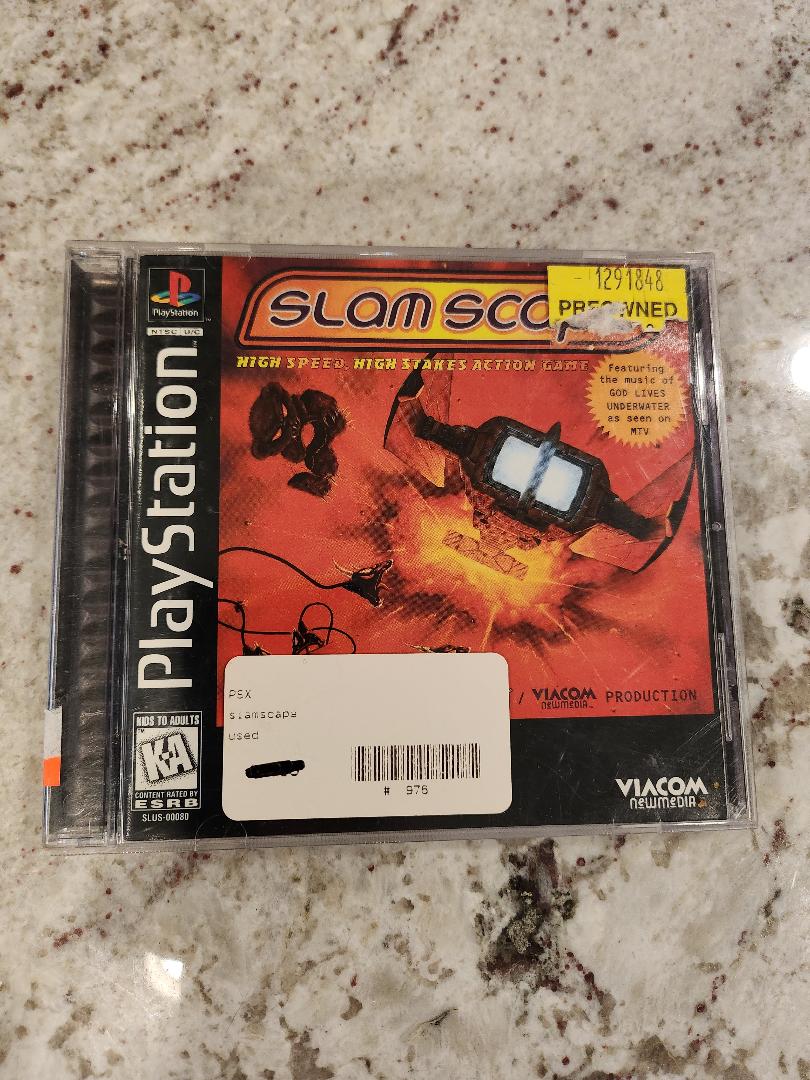 PlayStation
NTSC U/C
PlayStation
SLAM SCAP
- 1291848
PREOWNED
HIGH SPEED, HIGH STAKES ACTION GAME
Featuring
the music of
GOD LIVES
UNDERWATER
as seen on
MTV
/ VIACOM newmedia PRODUCTION
PSX
slamscape
used
# 976
KIDS TO ADULTS
K-A
CONTENT RATED BY
ESRB
SLUS-00080
VIACOM
newmedia